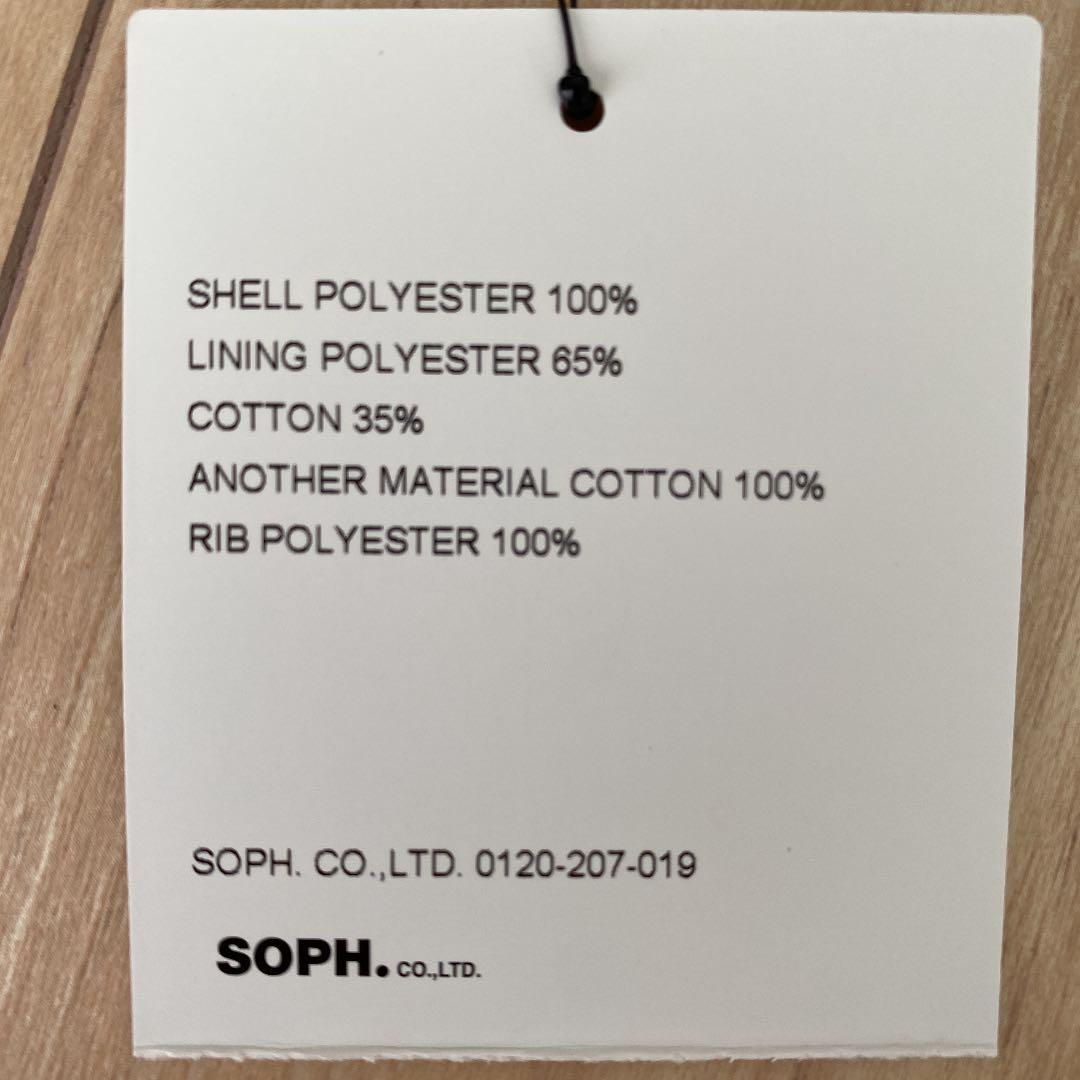 SHELL POLYESTER 100%
LINING POLYESTER 65%
COTTON 35%
ANOTHER MATERIAL COTTON 100%
RIB POLYESTER 100%
SOPH. CO.,LTD. 0120-207-019
SOPH. CO.,LTD.